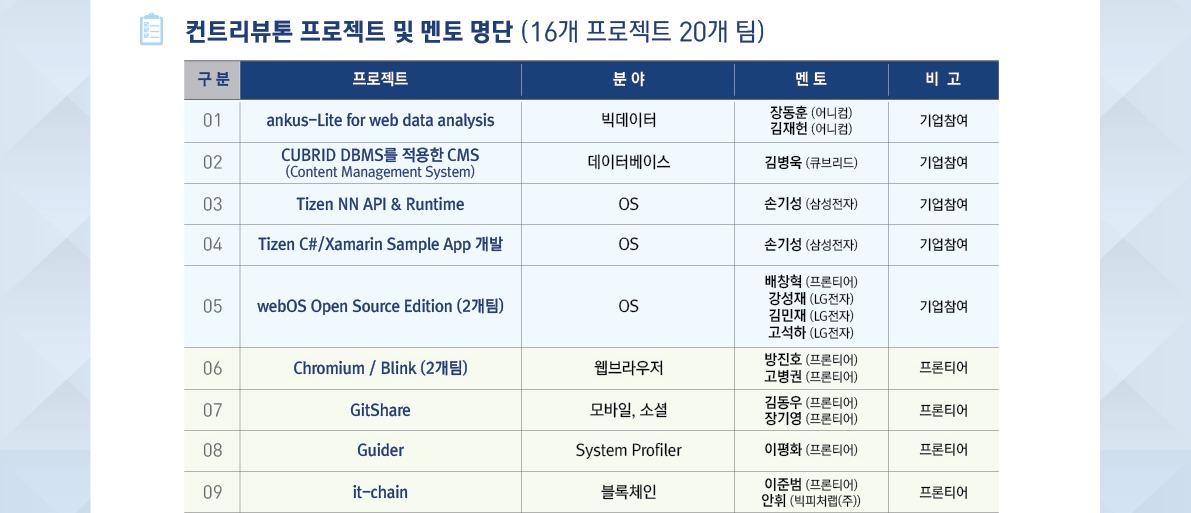 컨트리뷰톤 프로젝트 및 멘토 명단 (16개 프로젝트 20개 팀)
구 분 프로젝트 분 야 멘 토 비 고
01 ankus-Lite for web data analysis 빅데이터 장동훈 (어니컴) 기업참여
김재헌 (어니컴)
02 CUBRID DBMS를 적용한 CMS 데이터베이스 김병욱 (큐브리드) 기업참여
(Content Management System)
03 Tizen NN API & Runtime OS 손기성 (삼성전자) 기업참여
04 Tizen C#/Xamarin Sample App 개발 OS 손기성 (삼성전자) 기업참여
05 webOS Open Source Edition (2개팀) OS 배창혁 (프론티어) 기업참여
강성재 (LG전자)
김민재 (LG전자)
고석하 (LG전자)
06 Chromium / Blink (2개팀) 웹브라우저 방진호 (프론티어) 프론티어
고병권 (프론티어)
07 GitShare 모바일, 소셜 김동우 (프론티어) 프론티어
장기영 (프론티어)
08 Guider System Profiler 이평화 (프론티어) 프론티어
09 it-chain 블록체인 이준범 (프론티어) 프론티어
안휘 (빅피처랩(주))